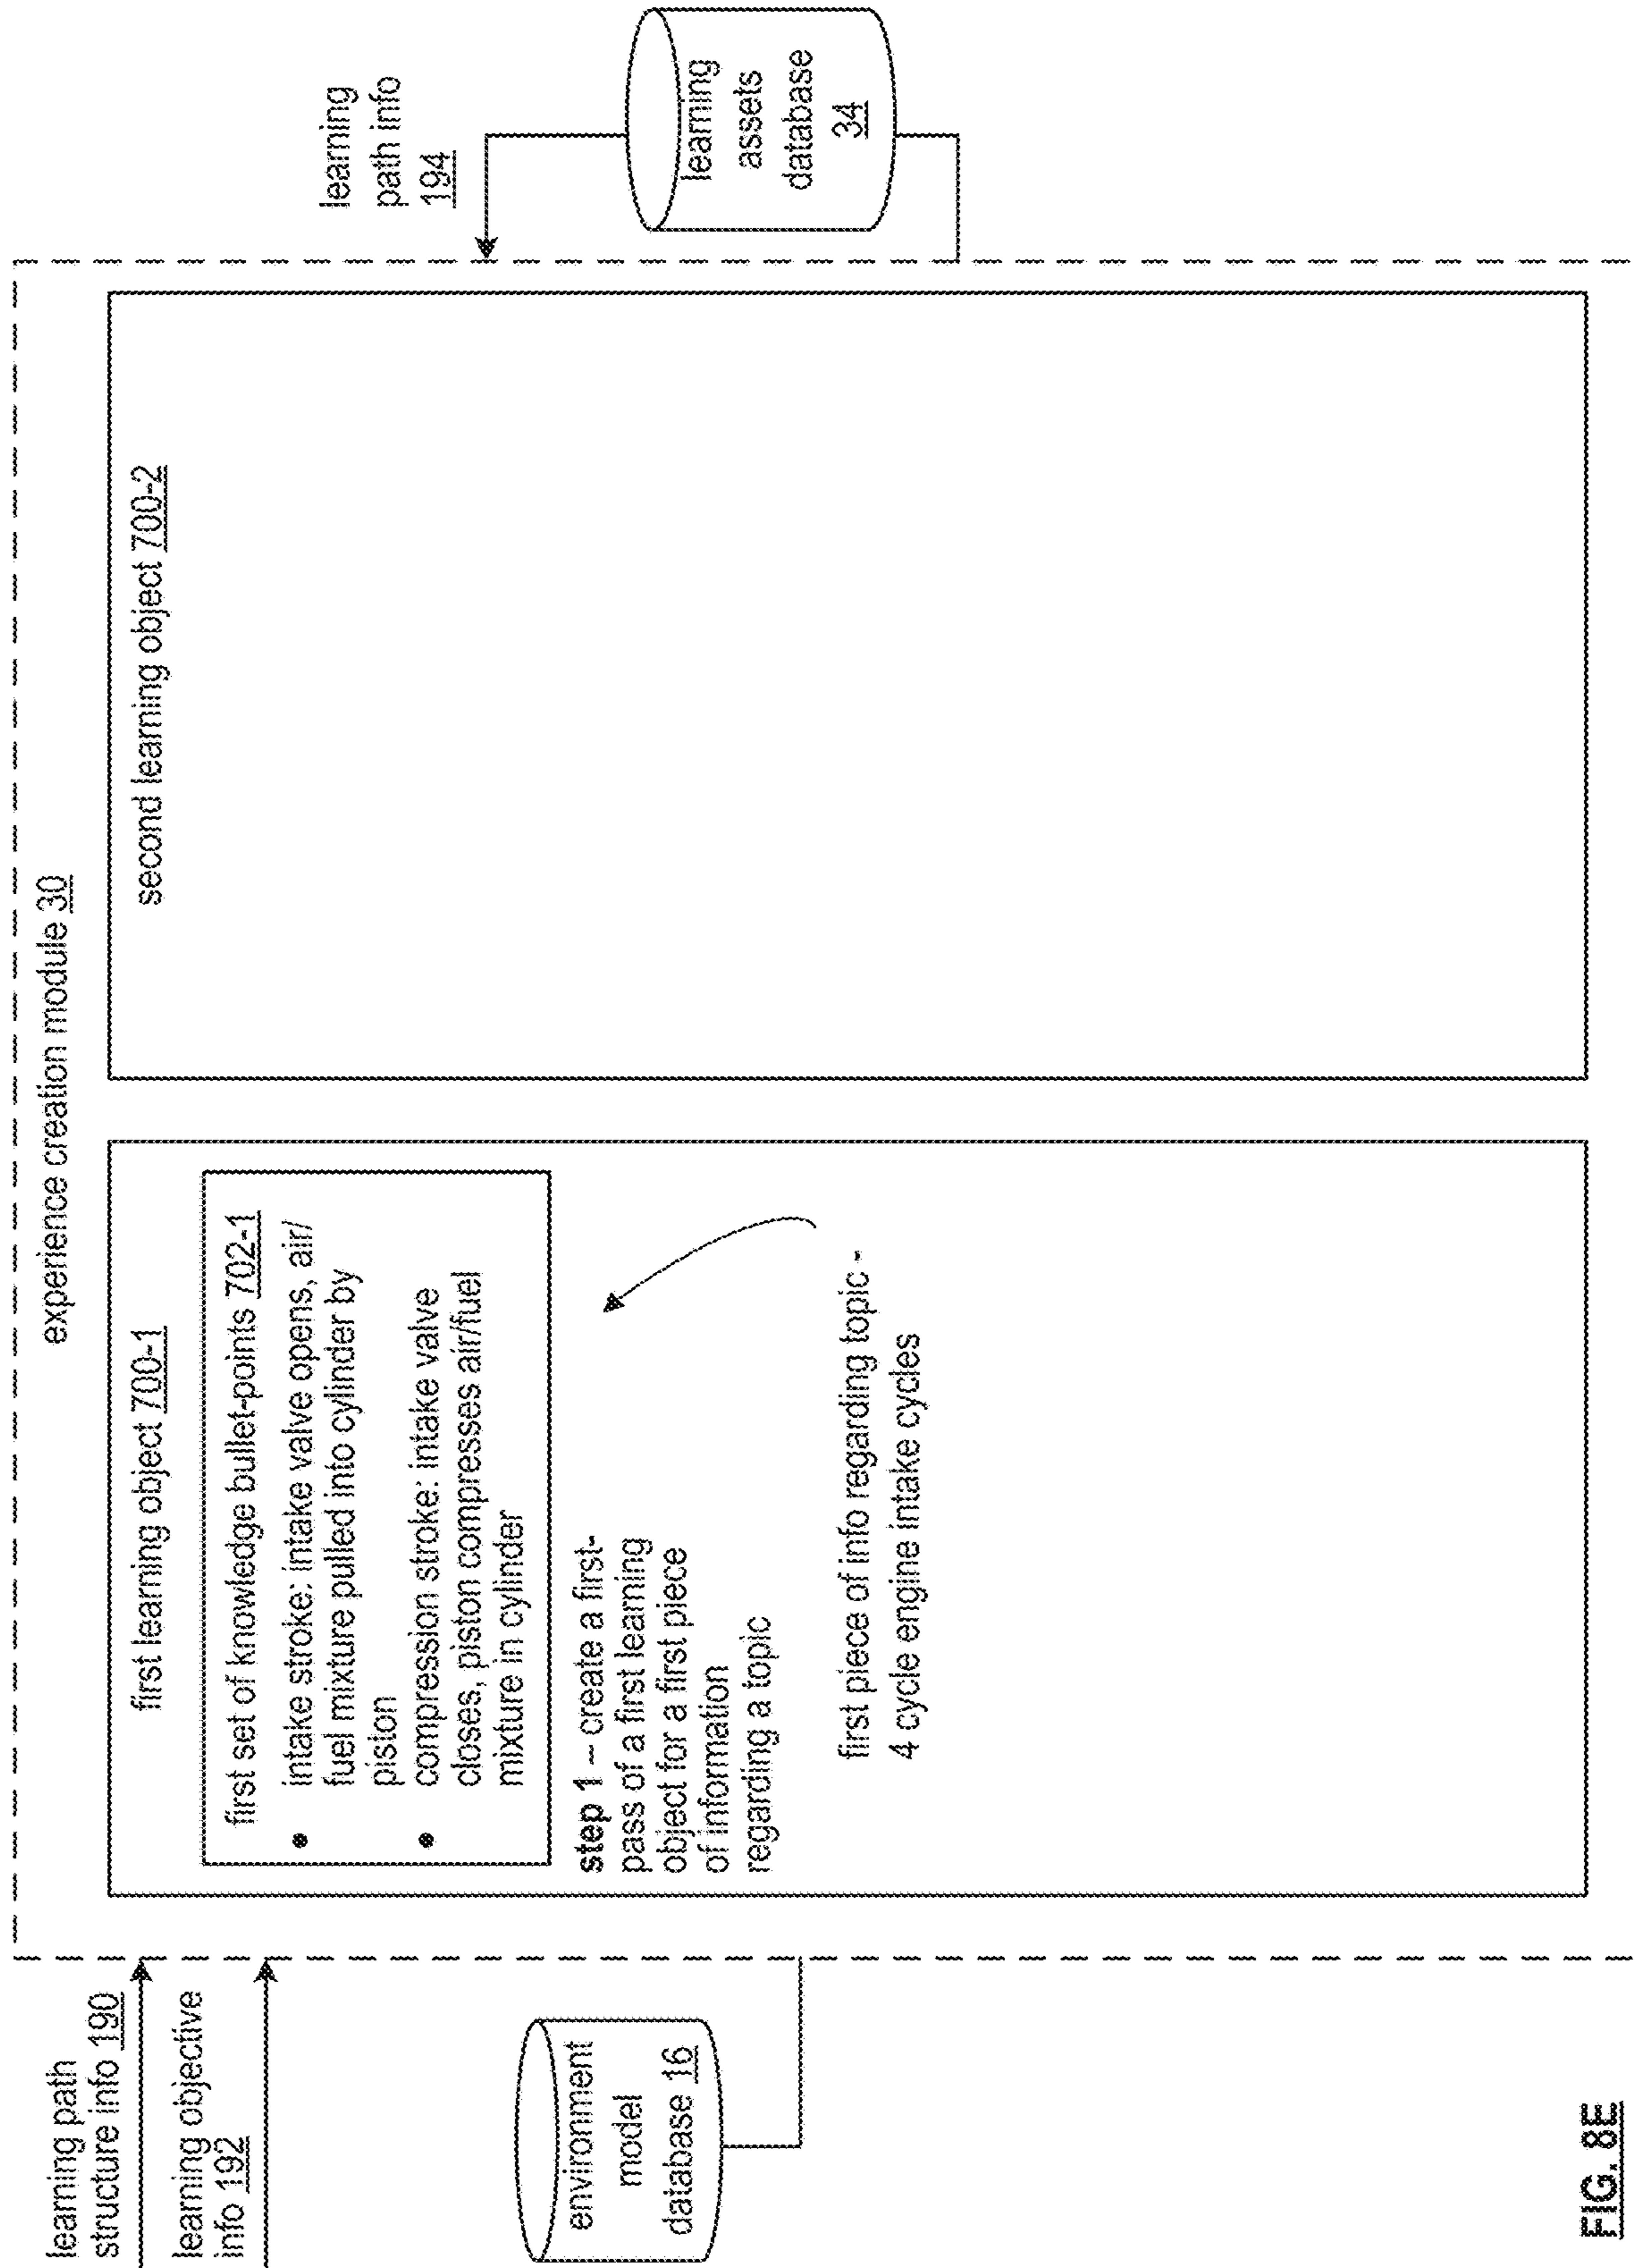 experience creation module 30
learning path
structure info 190
learning objective
info 192
environment
model
database 16
first learning object 700-1
first set of knowledge bullet-points 702-1
• intake stroke: intake valve opens, air/
fuel mixture pulled into cylinder by
piston
• compression stroke: intake valve
closes, piston compresses air/fuel
mixture in cylinder
step 1 – create a first-
pass of a first learning
object for a first piece
of information
regarding a topic
first piece of info regarding topic -
4 cycle engine intake cycles
second learning object 700-2
learning
path info
194
learning
assets
database
34
FIG. 8E